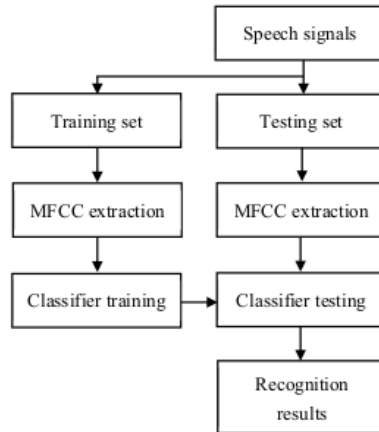 Speech signals
Training set
Testing set
MFCC extraction
MFCC extraction
Classifier training
Classifier testing
Recognition
results